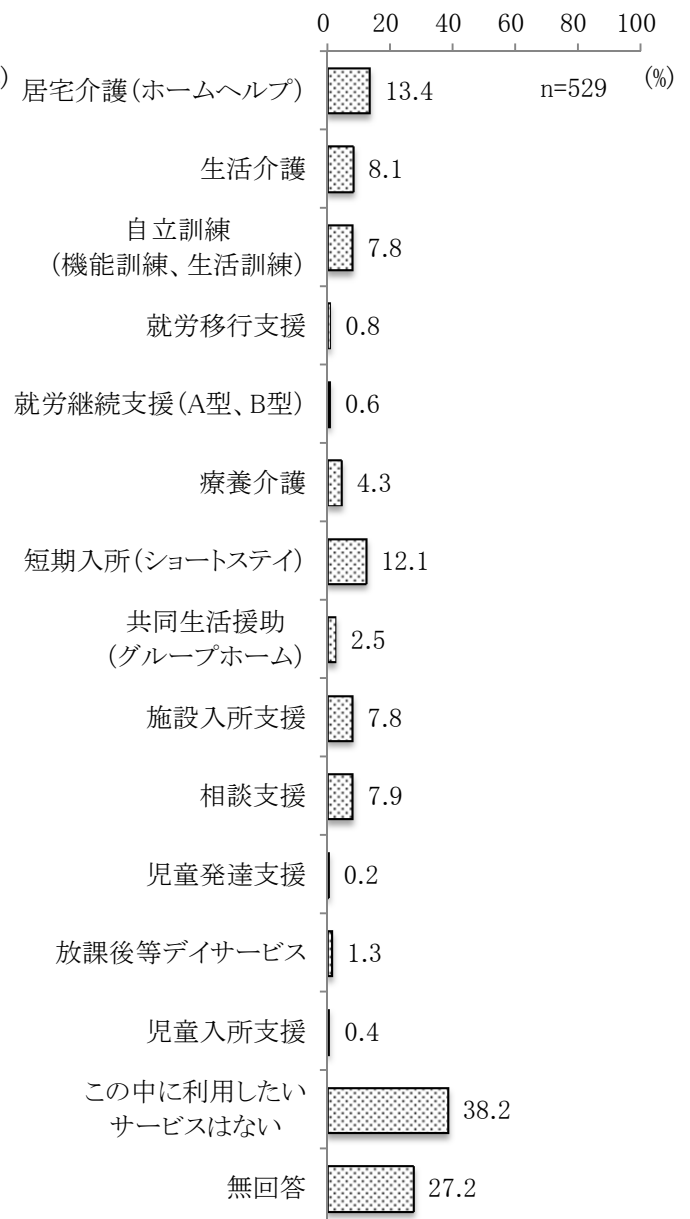 0 20 40 60 80 100
) 居宅介護(ホームヘルプ) 13.4 n=529 (%)
生活介護 8.1
自立訓練
(機能訓練、生活訓練) 7.8
就労移行支援 0.8
就労継続支援(A型、B型) 0.6
療養介護 4.3
短期入所(ショートステイ) 12.1
共同生活援助
(グループホーム) 2.5
施設入所支援 7.8
相談支援 7.9
児童発達支援 0.2
放課後等デイサービス 1.3
児童入所支援 0.4
この中に利用したい
サービスはない 38.2
無回答 27.2